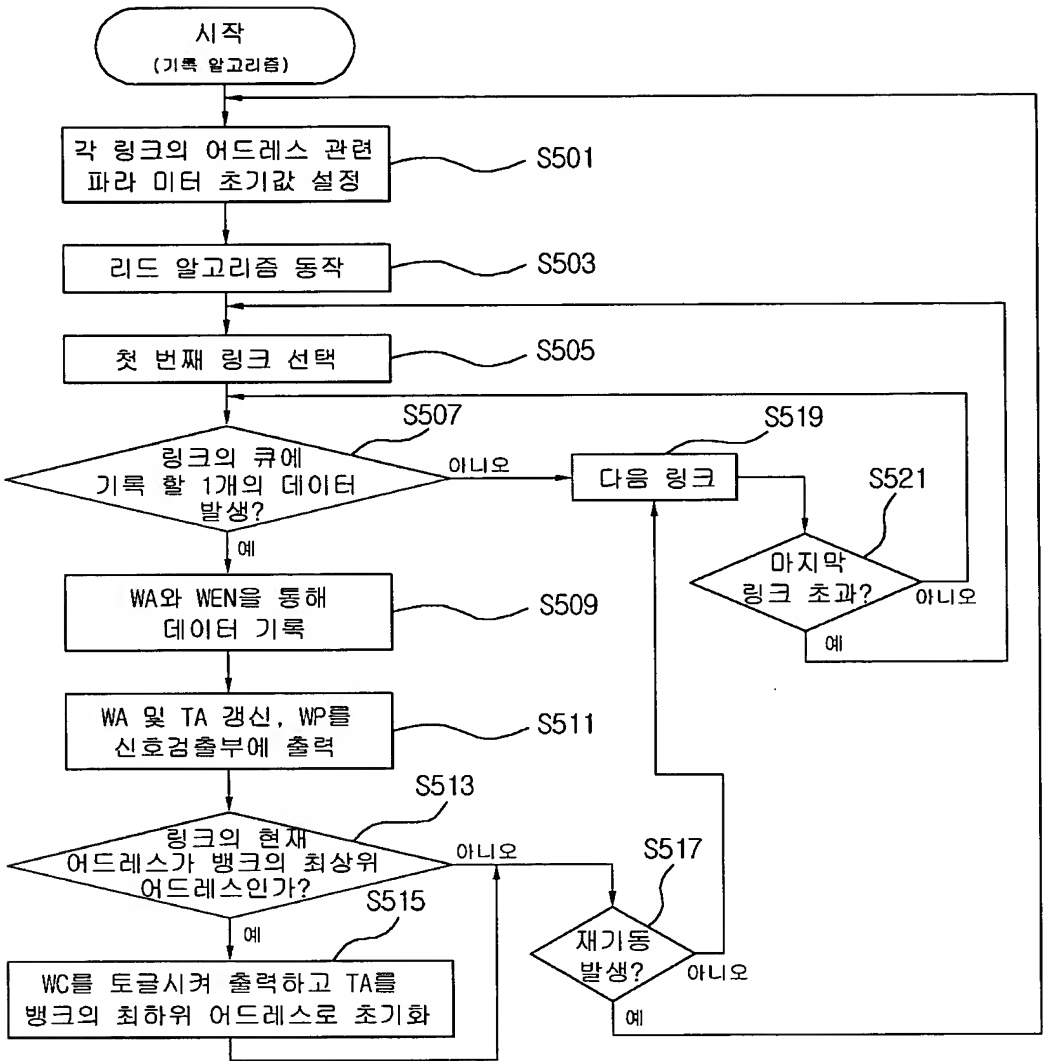 시작
(기록 알고리즘)
각 링크의 어드레스 관련
파라 미터 초기값 설정
S501
리드 알고리즘 동작
S503
첫 번째 링크 선택
S505
S507
링크의 큐에
기록 할 1개의 데이터
발생?
아니오
예
S519
다음 링크
S521
마지막
링크 초과?
아니오
예
WA와 WEN을 통해
데이터 기록
S509
WA 및 TA 갱신, WP를
신호검출부에 출력
S511
S513
링크의 현재
어드레스가 뱅크의 최상위
어드레스인가?
아니오
예
S517
재기동
발생?
아니오
예
S515
WC를 토글시켜 출력하고 TA를
뱅크의 최하위 어드레스로 초기화